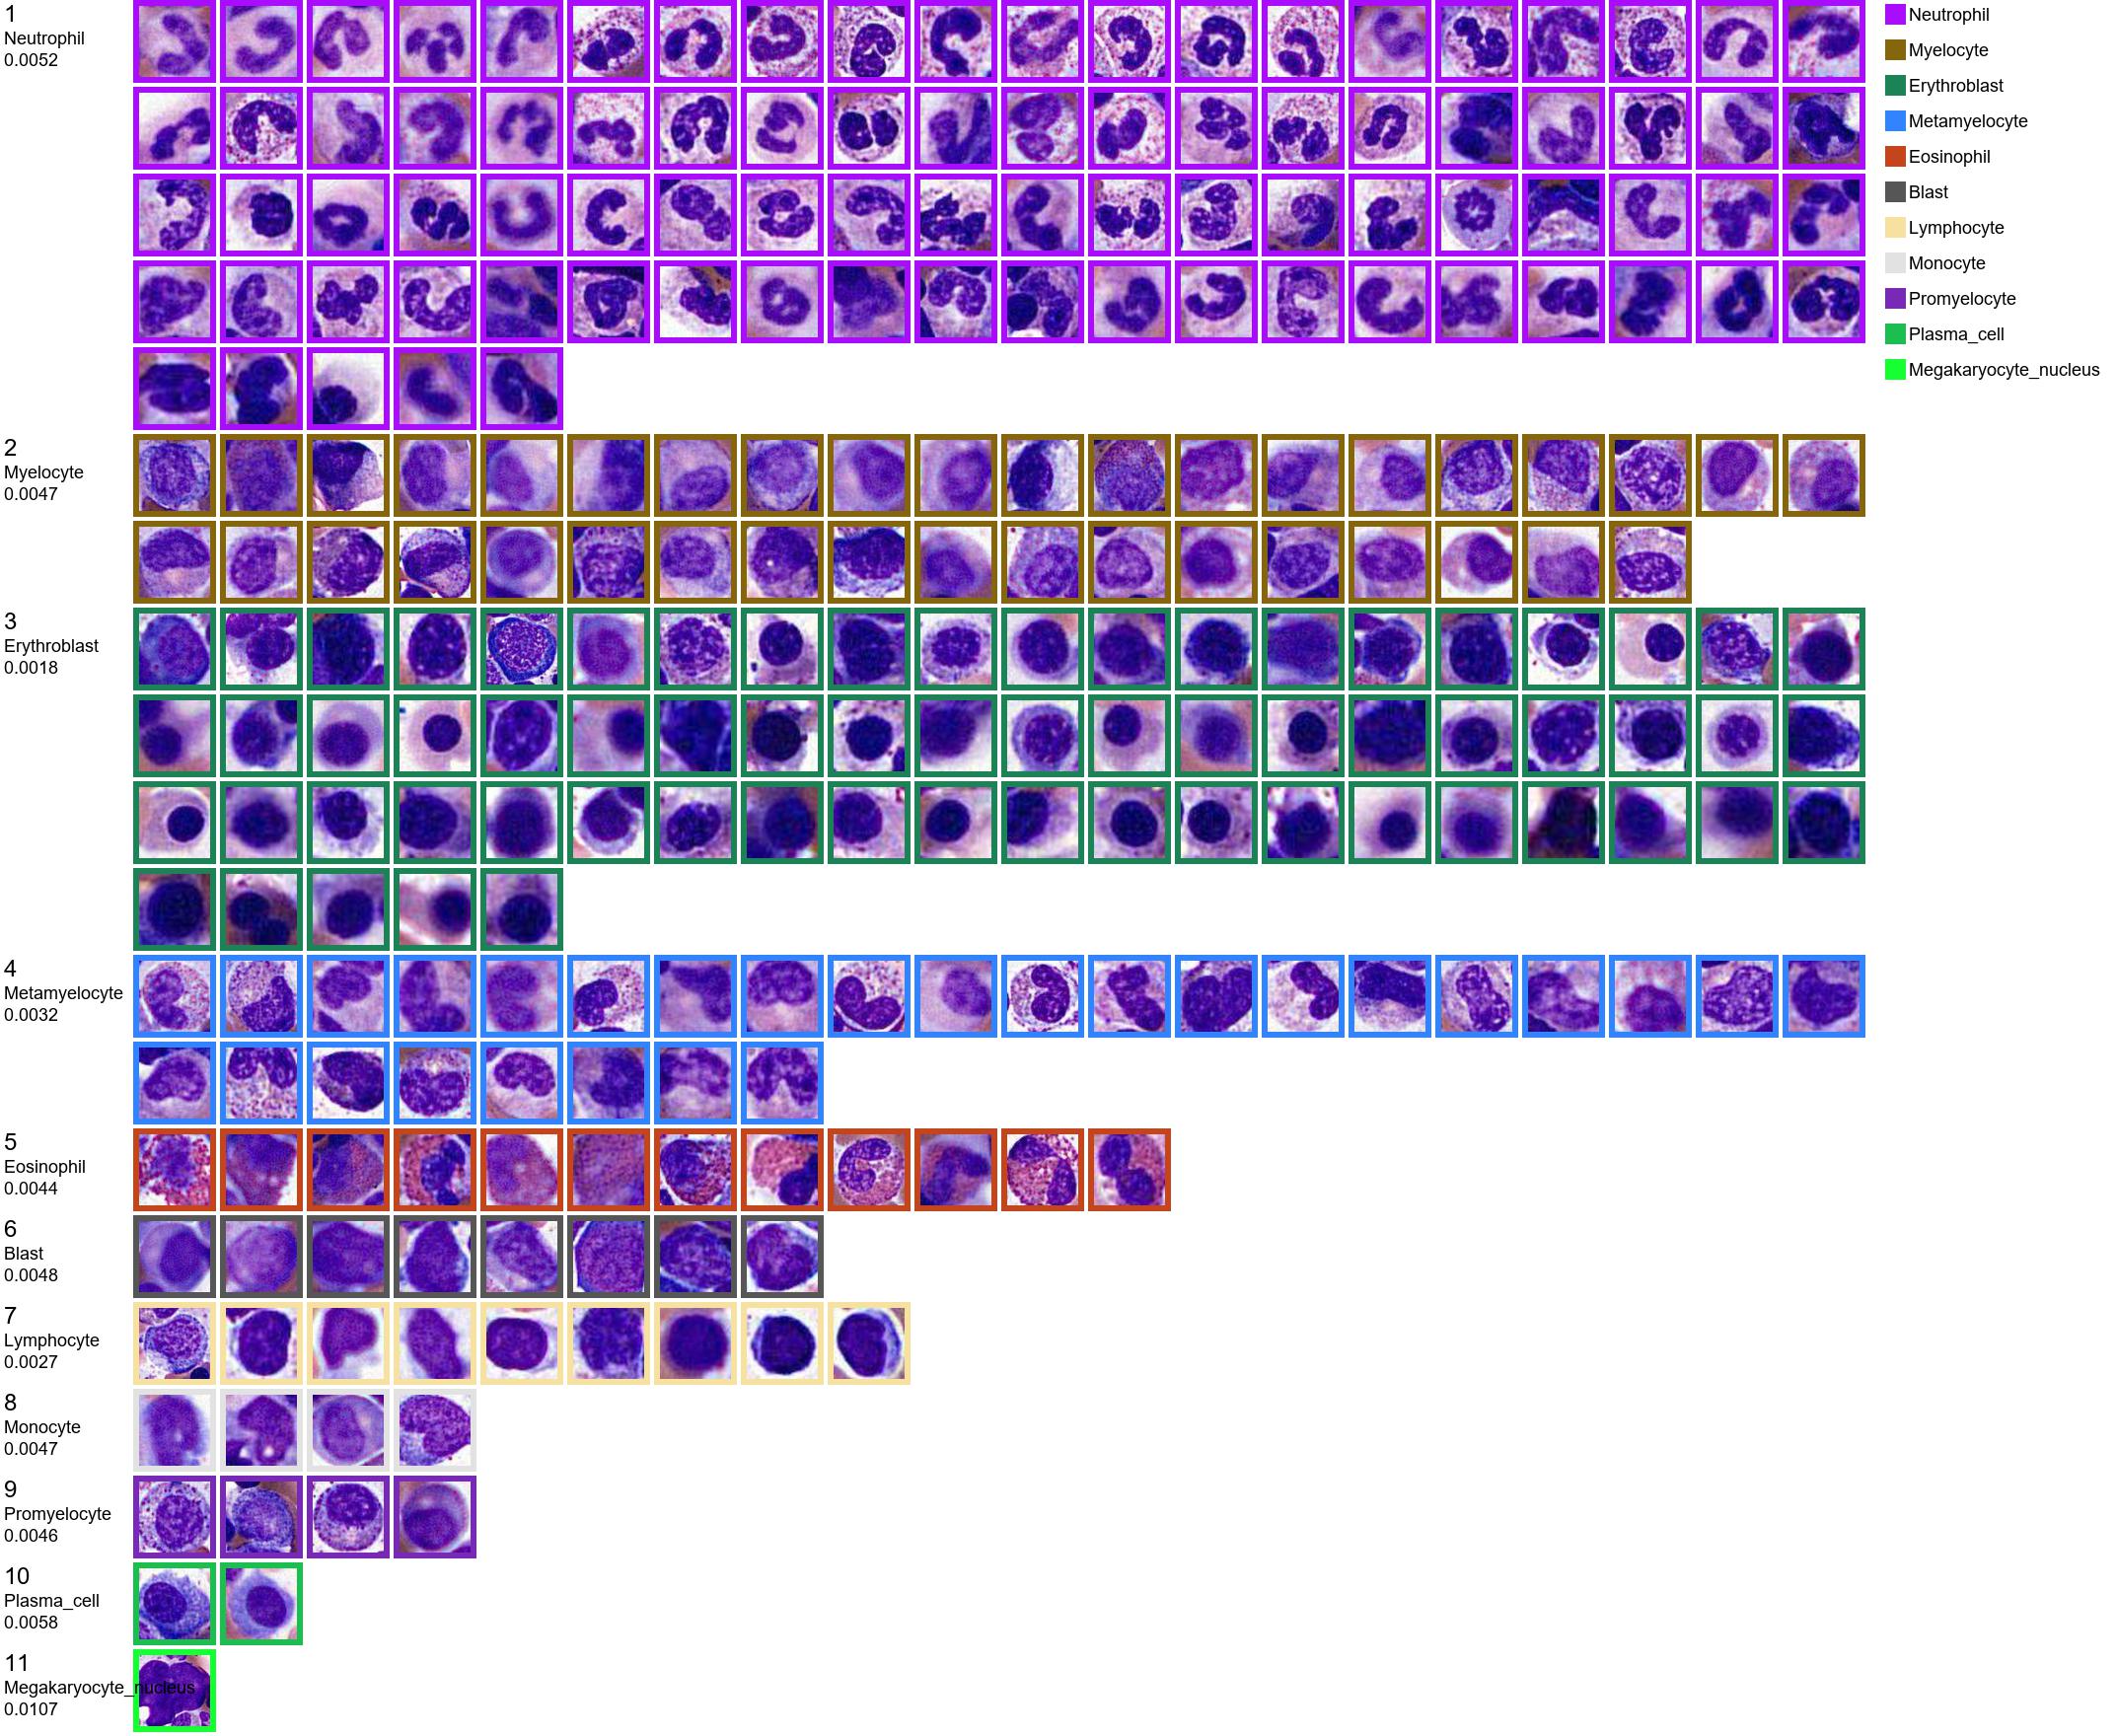 1
Neutrophil
0.0052
2
Myelocyte
0.0047
3
Erythroblast
0.0018
4
Metamyelocyte
0.0032
5
Eosinophil
0.0044
6
Blast
0.0048
7
Lymphocyte
0.0027
8
Monocyte
0.0047
9
Promyelocyte
0.0046
10
Plasma_cell
0.0058
11
Megakaryocyte_nucleus
0.0107
Neutrophil
Myelocyte
Erythroblast
Metamyelocyte
Eosinophil
Blast
Lymphocyte
Monocyte
Promyelocyte
Plasma_cell
Megakaryocyte_nucleus